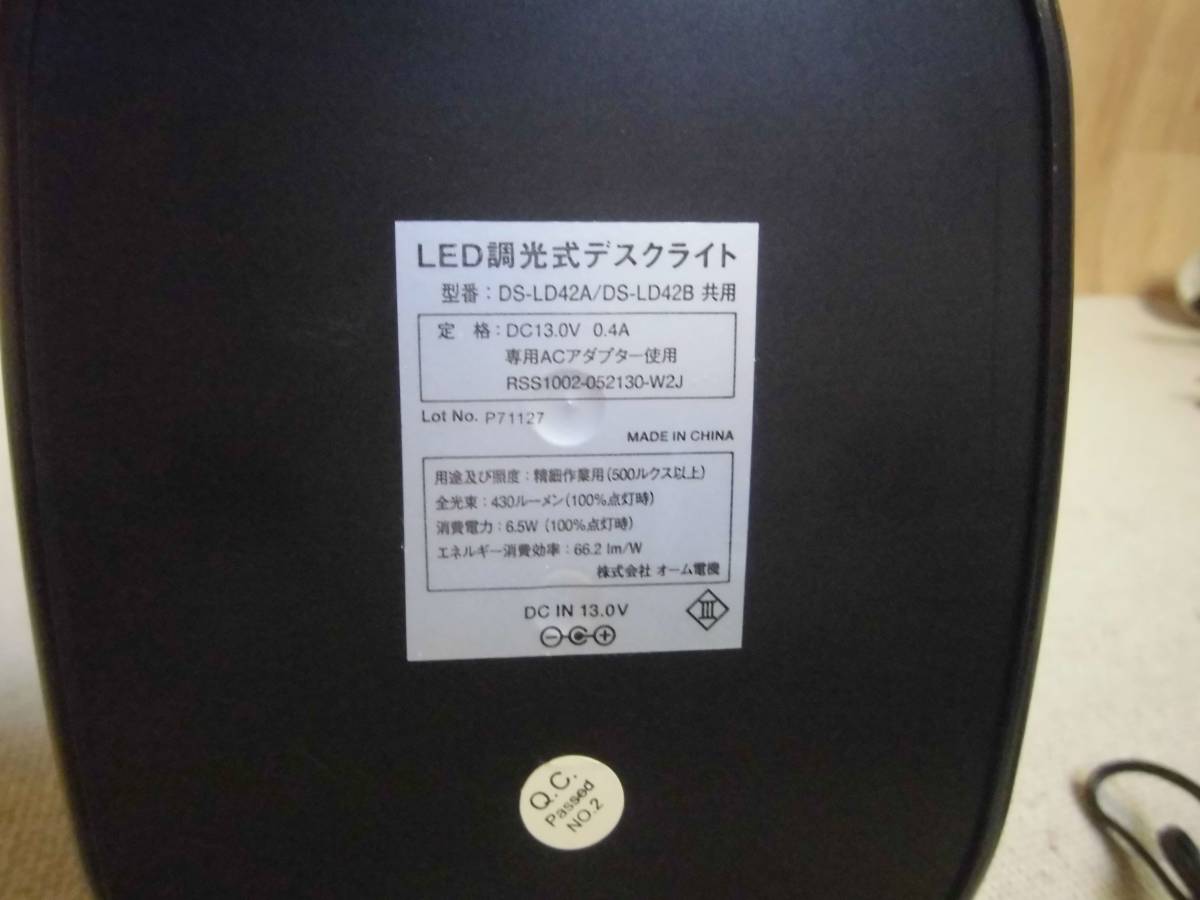 LED調光式デスクライト
型番：DS-LD42A/DS-LD42B 共用
定　格：DC13.0V 0.4A
専用ACアダプター使用
RSS1002-052130-W2J
Lot No. P71127
MADE IN CHINA
用途及び照度：精細作業用(500ルクス以上)
全光束：430ルーメン(100%点灯時)
消費電力：6.5W (100%点灯時)
エネルギー消費効率：66.2 lm/W
株式会社 オーム電機
DC IN 13.0V
III
Q.C.
Passed
NO.2